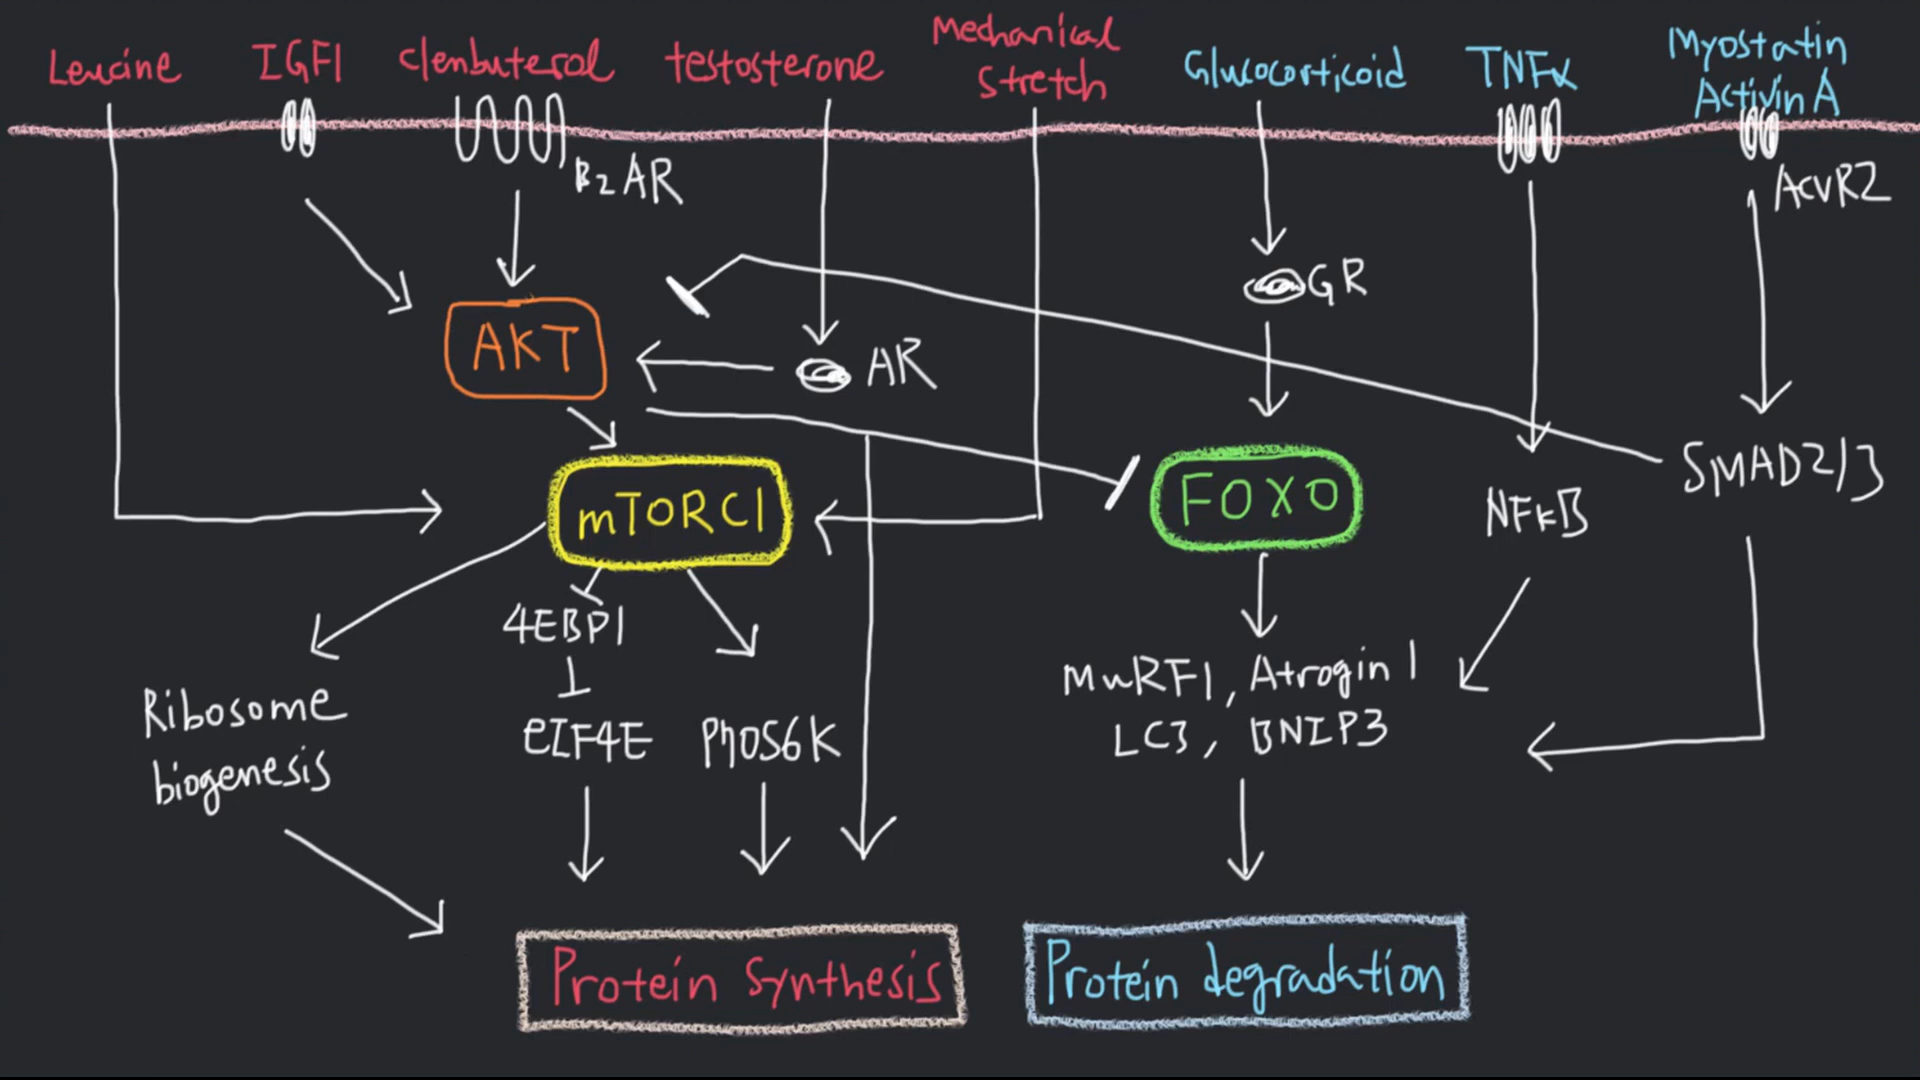 Leucine
IGF1
Clenbuterol
testosterone
Mechanical
stretch
Glucocorticoid
TNFα
Myostatin
Activin A
B2AR
ACVR2
GR
AKT
AR
mTORC1
FOXO
NFκB
SMAD2/3
4EBP1
MuRF1, Atrogin1
LC3, BNIP3
Ribosome
biogenesis
eIF4E
P70S6K
Protein Synthesis
Protein degradation